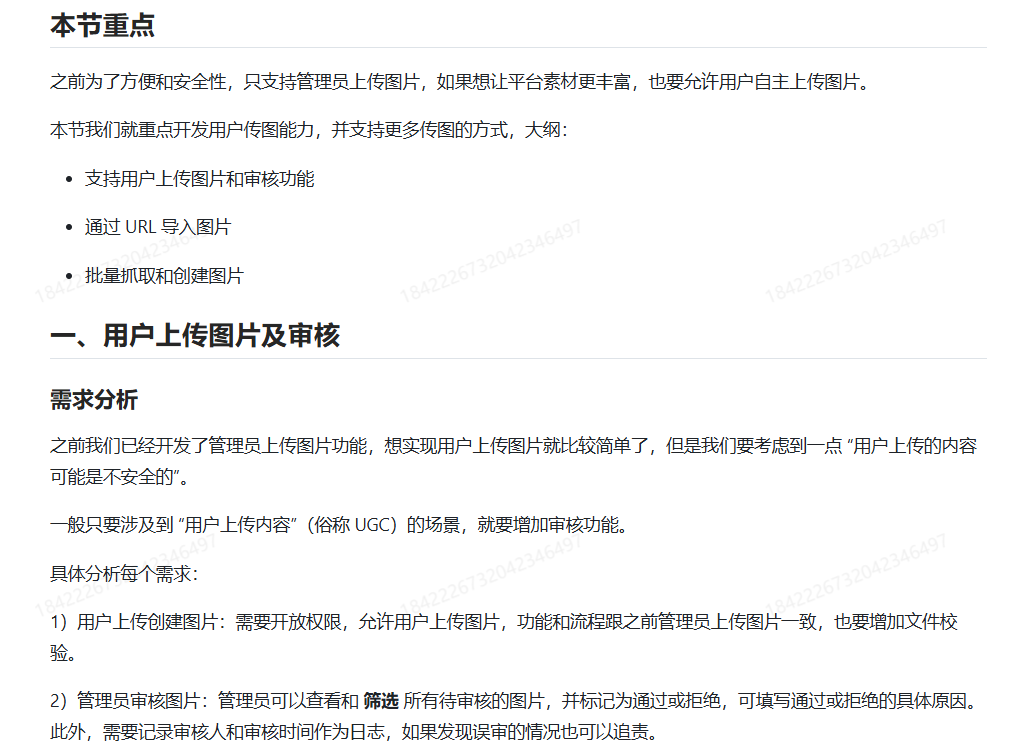 本节重点
之前为了方便和安全性，只支持管理员上传图片，如果想让平台素材更丰富，也要允许用户自主上传图片。
本节我们就重点开发用户传图能力，并支持更多传图的方式，大纲：
• 支持用户上传图片和审核功能
• 通过 URL 导入图片
• 批量抓取和创建图片
1842226732042346497
1842226732042346497
1842226732042346497
一、用户上传图片及审核
需求分析
之前我们已经开发了管理员上传图片功能，想实现用户上传图片就比较简单了，但是我们要考虑到一点 “用户上传的内容
可能是不安全的”。
一般只要涉及到 “用户上传内容”（俗称 UGC）的场景，就要增加审核功能。
具体分析每个需求：
1842226732042346497
1842226732042346497
1842226732042346497
1）用户上传创建图片：需要开放权限，允许用户上传图片，功能和流程跟之前管理员上传图片一致，也要增加文件校
验。
2）管理员审核图片：管理员可以查看和 筛选 所有待审核的图片，并标记为通过或拒绝，可填写通过或拒绝的具体原因。
此外，需要记录审核人和审核时间作为日志，如果发现误审的情况也可以追责。